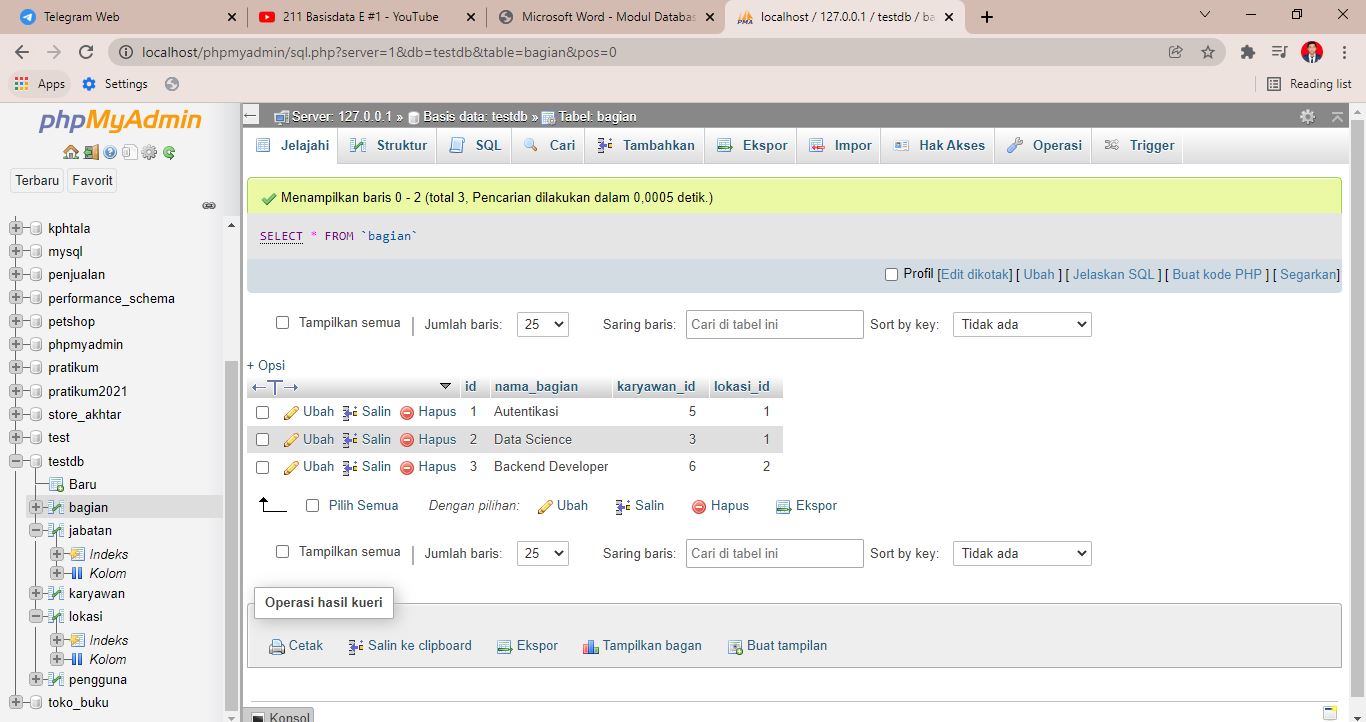 Telegram Web
211 Basisdata E #1 - YouTube
Microsoft Word - Modul Databas
localhost / 127.0.0.1 / testdb / ba
localhost/phpmyadmin/sql.php?server=1&db=testdb&table=bagian&pos=0
Apps
Settings
Reading list
phpMyAdmin
Terbaru
Favorit
kphtala
mysql
penjualan
performance_schema
petshop
phpmyadmin
pratikum
pratikum2021
store_akhtar
test
testdb
Baru
bagian
jabatan
Indeks
Kolom
karyawan
lokasi
Indeks
Kolom
pengguna
toko_buku
Server: 127.0.0.1 » Basis data: testdb » Tabel: bagian
Jelajahi Struktur SQL Cari Tambahkan Ekspor Impor Hak Akses Operasi Trigger
Menampilkan baris 0 - 2 (total 3, Pencarian dilakukan dalam 0,0005 detik.)
SELECT * FROM `bagian`
Profil [Edit dikotak] [ Ubah ] [ Jelaskan SQL ] [ Buat kode PHP ] [ Segarkan]
Tampilkan semua | Jumlah baris: 25 Saring baris: Cari di tabel ini Sort by key: Tidak ada
+ Opsi
←T→ id nama_bagian karyawan_id lokasi_id
Ubah Salin Hapus 1 Autentikasi 5 1
Ubah Salin Hapus 2 Data Science 3 1
Ubah Salin Hapus 3 Backend Developer 6 2
Pilih Semua Dengan pilihan: Ubah Salin Hapus Ekspor
Tampilkan semua | Jumlah baris: 25 Saring baris: Cari di tabel ini Sort by key: Tidak ada
Operasi hasil kueri
Cetak Salin ke clipboard Ekspor Tampilkan bagan Buat tampilan
Konsol